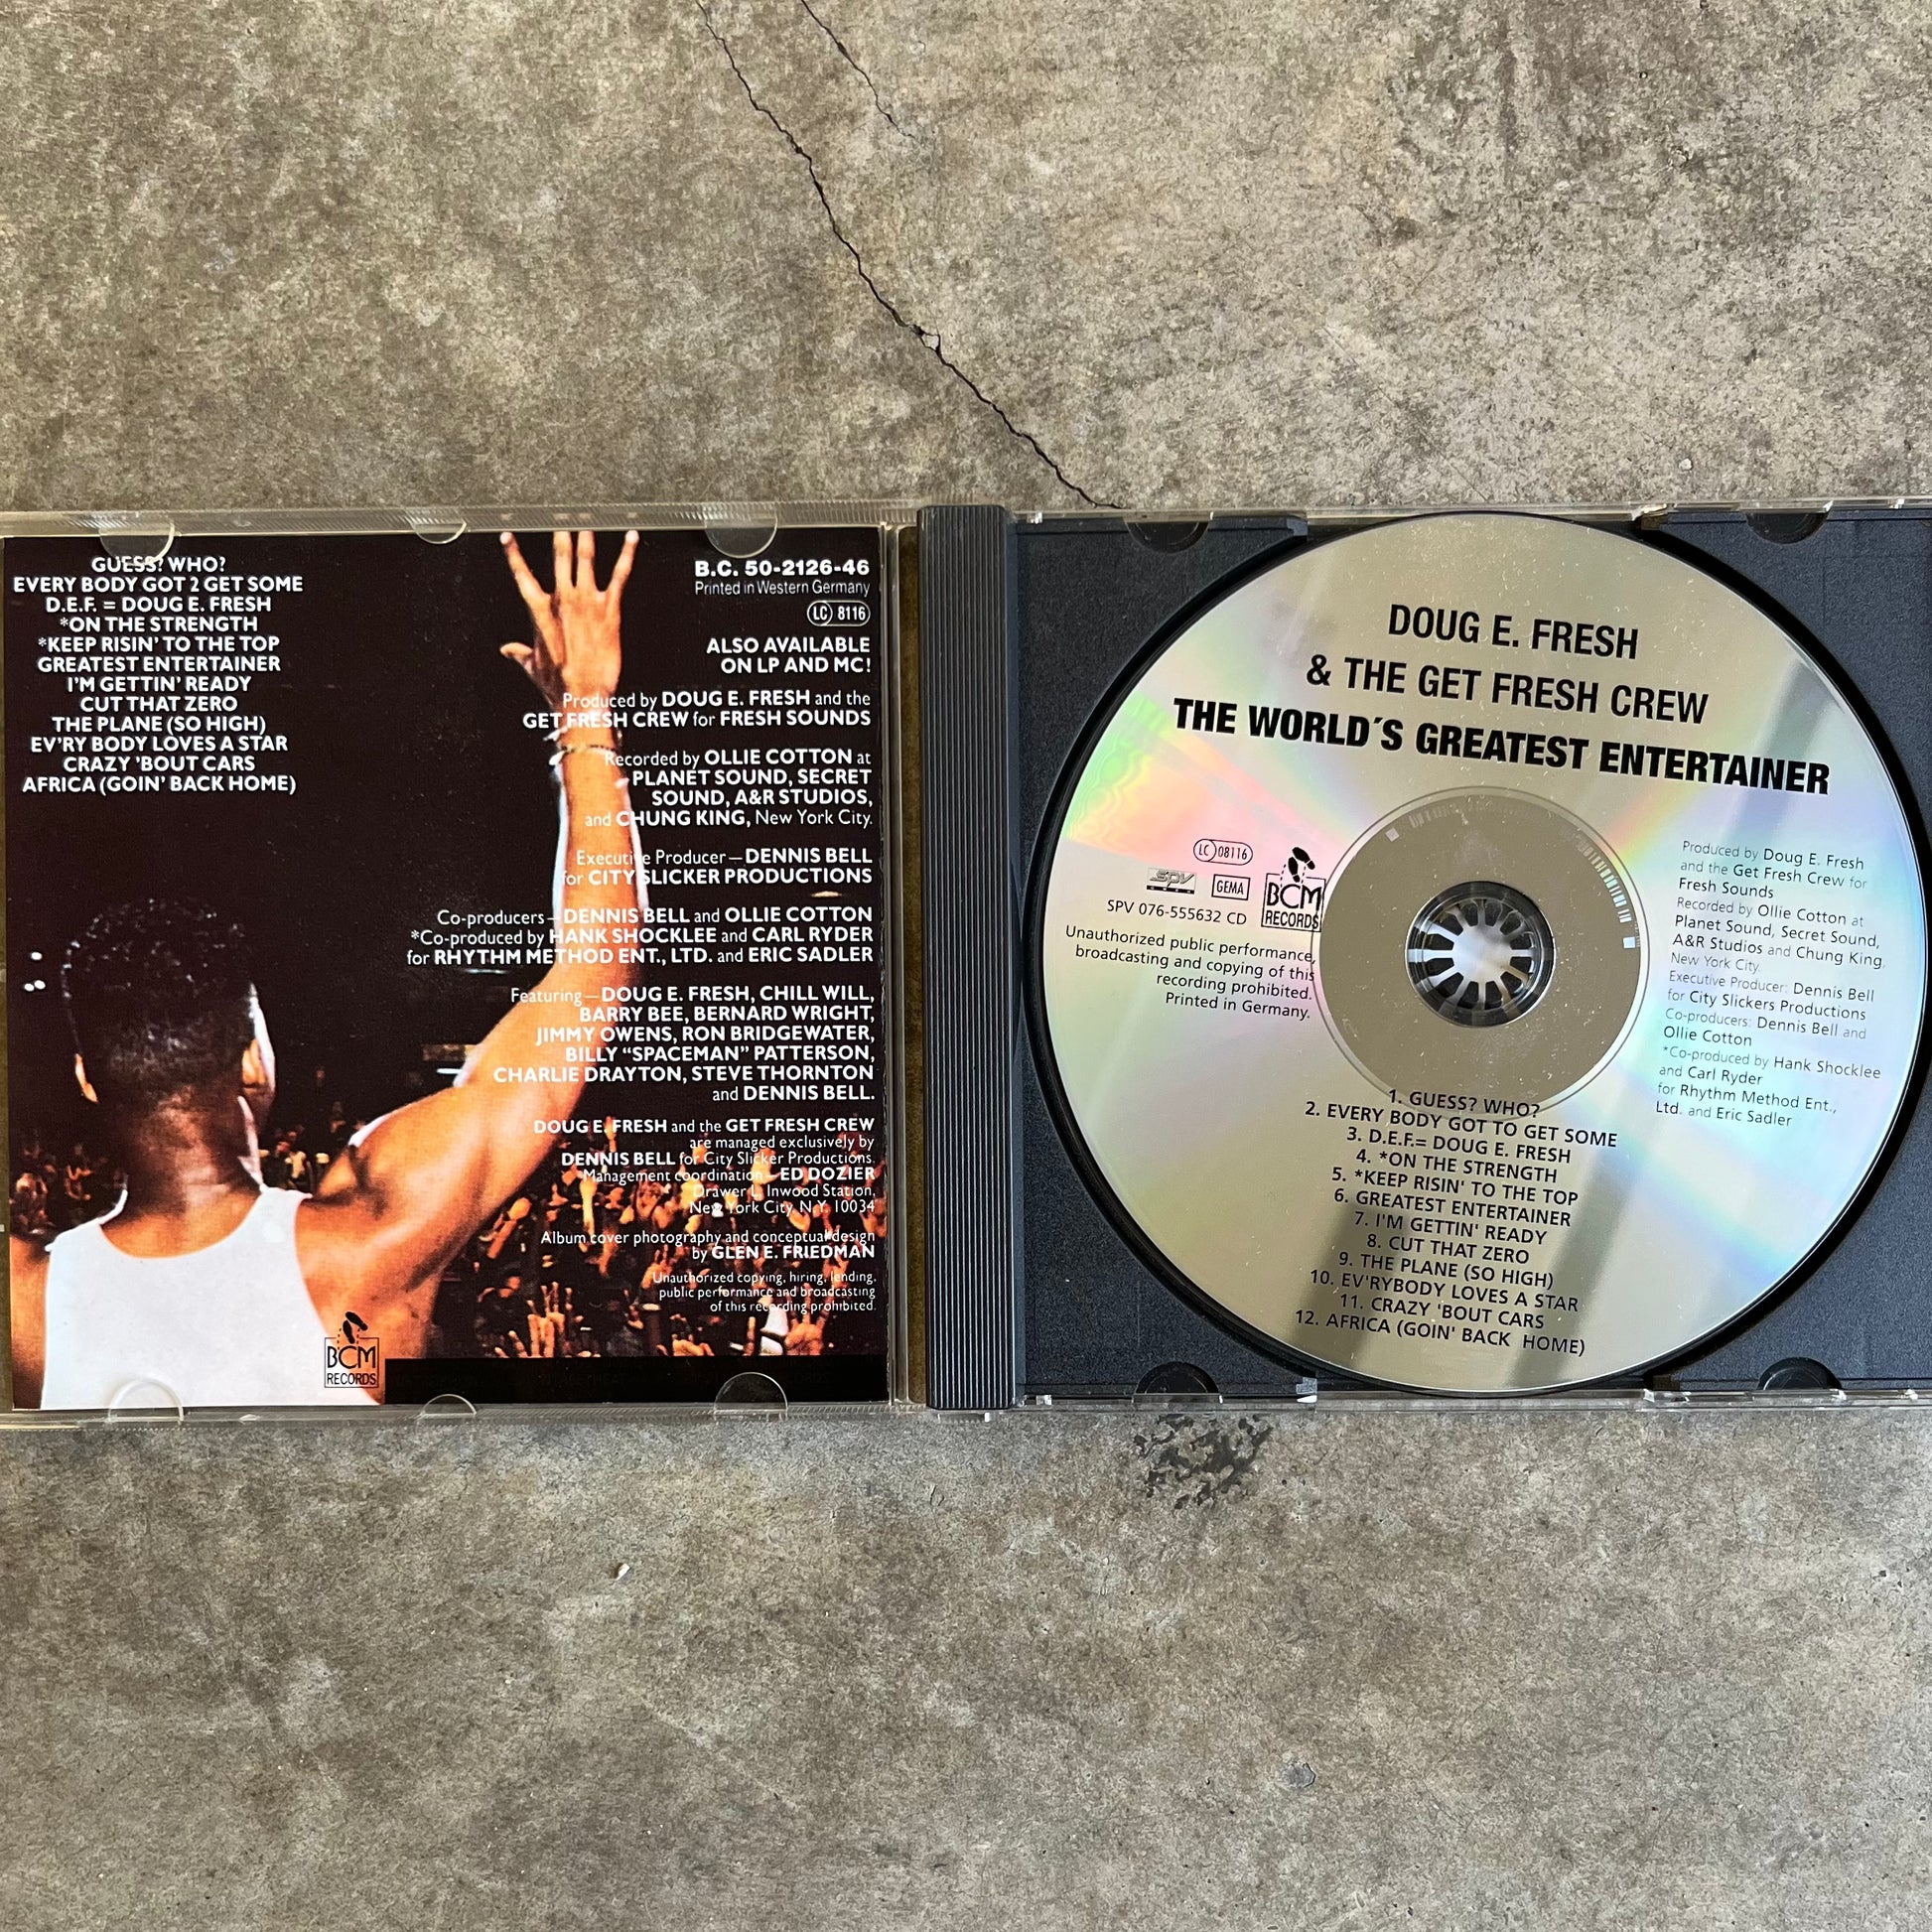 GUESS? WHO?
EVERY BODY GOT 2 GET SOME
D.E.F. = DOUG E. FRESH
*ON THE STRENGTH
*KEEP RISIN' TO THE TOP
GREATEST ENTERTAINER
I'M GETTIN' READY
CUT THAT ZERO
THE PLANE (SO HIGH)
EV'RY BODY LOVES A STAR
CRAZY 'BOUT CARS
AFRICA (GOIN' BACK HOME)
B.C. 50-2126-46
Printed in Western Germany
LC 8116
ALSO AVAILABLE
ON LP AND MC!
Produced by DOUG E. FRESH and the
GET FRESH CREW for FRESH SOUNDS
Recorded by OLLIE COTTON at
PLANET SOUND, SECRET
SOUND, A&R STUDIOS,
and CHUNG KING, New York City.
Executive Producer—DENNIS BELL
for CITY SLICKER PRODUCTIONS
Co-producers—DENNIS BELL and OLLIE COTTON
*Co-produced by HANK SHOCKLEE and CARL RYDER
for RHYTHM METHOD ENT., LTD. and ERIC SADLER
Featuring—DOUG E. FRESH, CHILL WILL,
BARRY BEE, BERNARD WRIGHT,
JIMMY OWENS, RON BRIDGEWATER,
BILLY “SPACEMAN” PATTERSON,
CHARLIE DRAYTON, STEVE THORNTON
and DENNIS BELL.
DOUG E. FRESH and the GET FRESH CREW
are managed exclusively by
DENNIS BELL for City Slicker Productions.
Management coordination—ED DOZIER
Drawer L Inwood Station,
New York City, N.Y. 10034
Album cover photography and conceptual design
by GLEN E. FRIEDMAN
Unauthorized copying, hiring, lending,
public performance and broadcasting
of this recording prohibited.
BCM
RECORDS
DOUG E. FRESH
& THE GET FRESH CREW
THE WORLD´S GREATEST ENTERTAINER
LC 08116
spv
GEMA
BCM
RECORDS
SPV 076-555632 CD
Unauthorized public performance,
broadcasting and copying of this
recording prohibited.
Printed in Germany.
Produced by Doug E. Fresh
and the Get Fresh Crew for
Fresh Sounds
Recorded by Ollie Cotton at
Planet Sound, Secret Sound,
A&R Studios and Chung King,
New York City.
Executive Producer: Dennis Bell
for City Slickers Productions
Co-producers: Dennis Bell and
Ollie Cotton
*Co-produced by Hank Shocklee
and Carl Ryder
for Rhythm Method Ent.,
Ltd. and Eric Sadler
1. GUESS? WHO?
2. EVERY BODY GOT TO GET SOME
3. D.E.F.= DOUG E. FRESH
4. *ON THE STRENGTH
5. *KEEP RISIN' TO THE TOP
6. GREATEST ENTERTAINER
7. I'M GETTIN' READY
8. CUT THAT ZERO
9. THE PLANE (SO HIGH)
10. EV'RYBODY LOVES A STAR
11. CRAZY 'BOUT CARS
12. AFRICA (GOIN' BACK HOME)